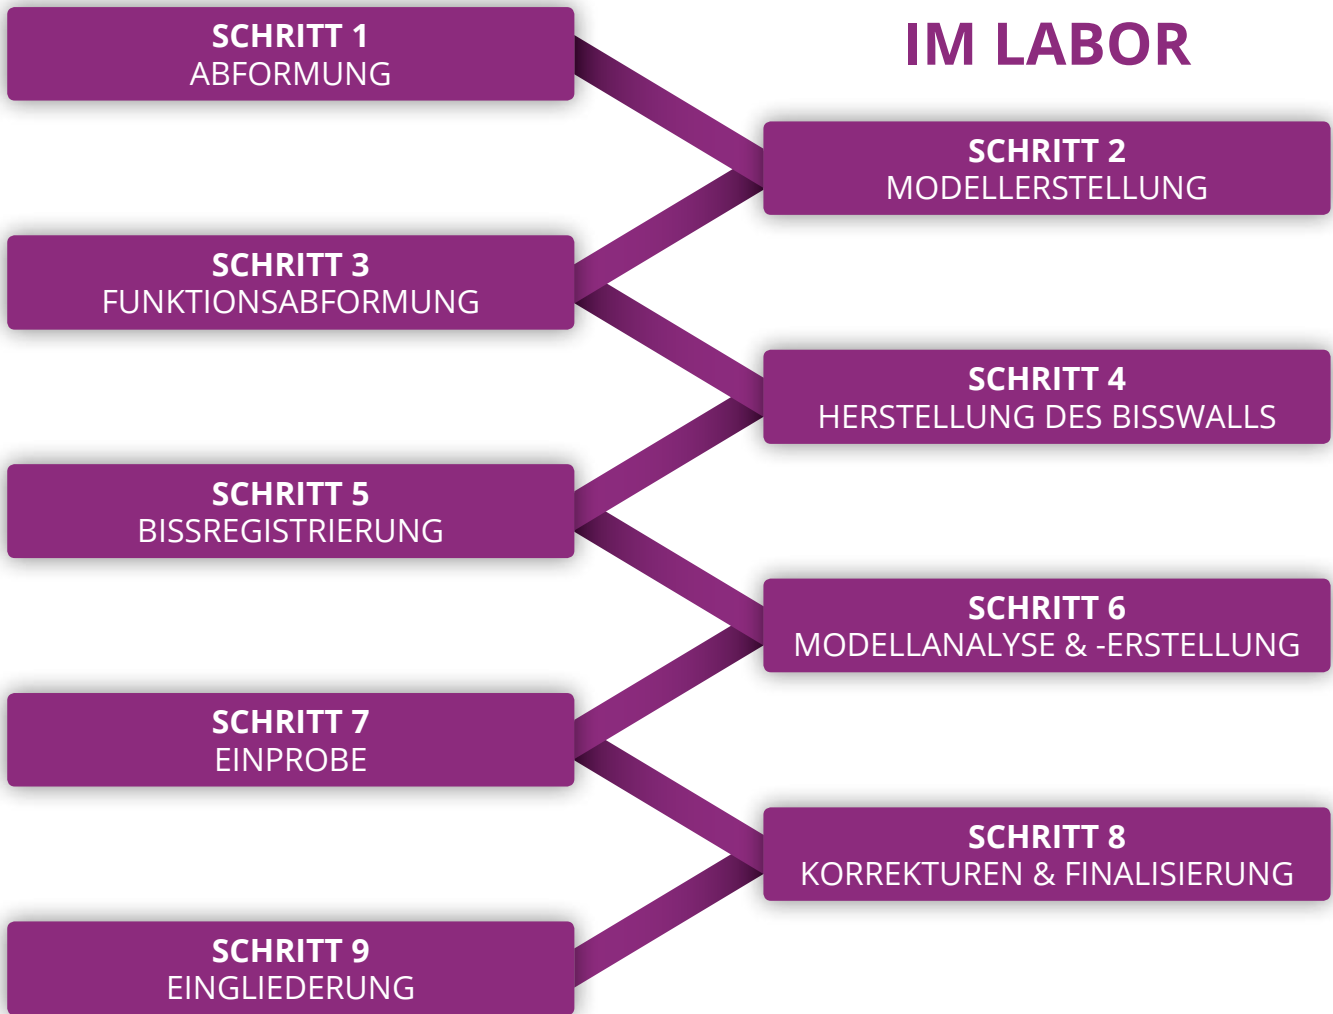 IM LABOR
SCHRITT 1
ABFORMUNG
SCHRITT 2
MODELLERSTELLUNG
SCHRITT 3
FUNKTIONSABFORMUNG
SCHRITT 4
HERSTELLUNG DES BISSWALLS
SCHRITT 5
BISSREGISTRIERUNG
SCHRITT 6
MODELLANALYSE & -ERSTELLUNG
SCHRITT 7
EINPROBE
SCHRITT 8
KORREKTUREN & FINALISIERUNG
SCHRITT 9
EINGLIEDERUNG